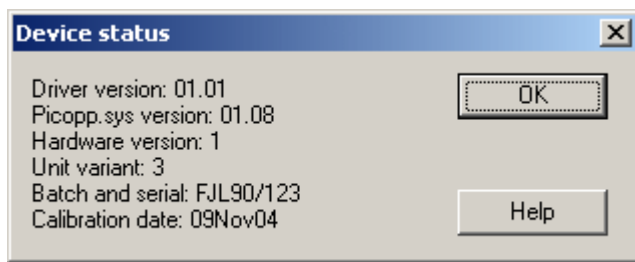 Device status
Driver version: 01.01
Picopp.sys version: 01.08
Hardware version: 1
Unit variant: 3
Batch and serial: FJL90/123
Calibration date: 09Nov04
OK
Help